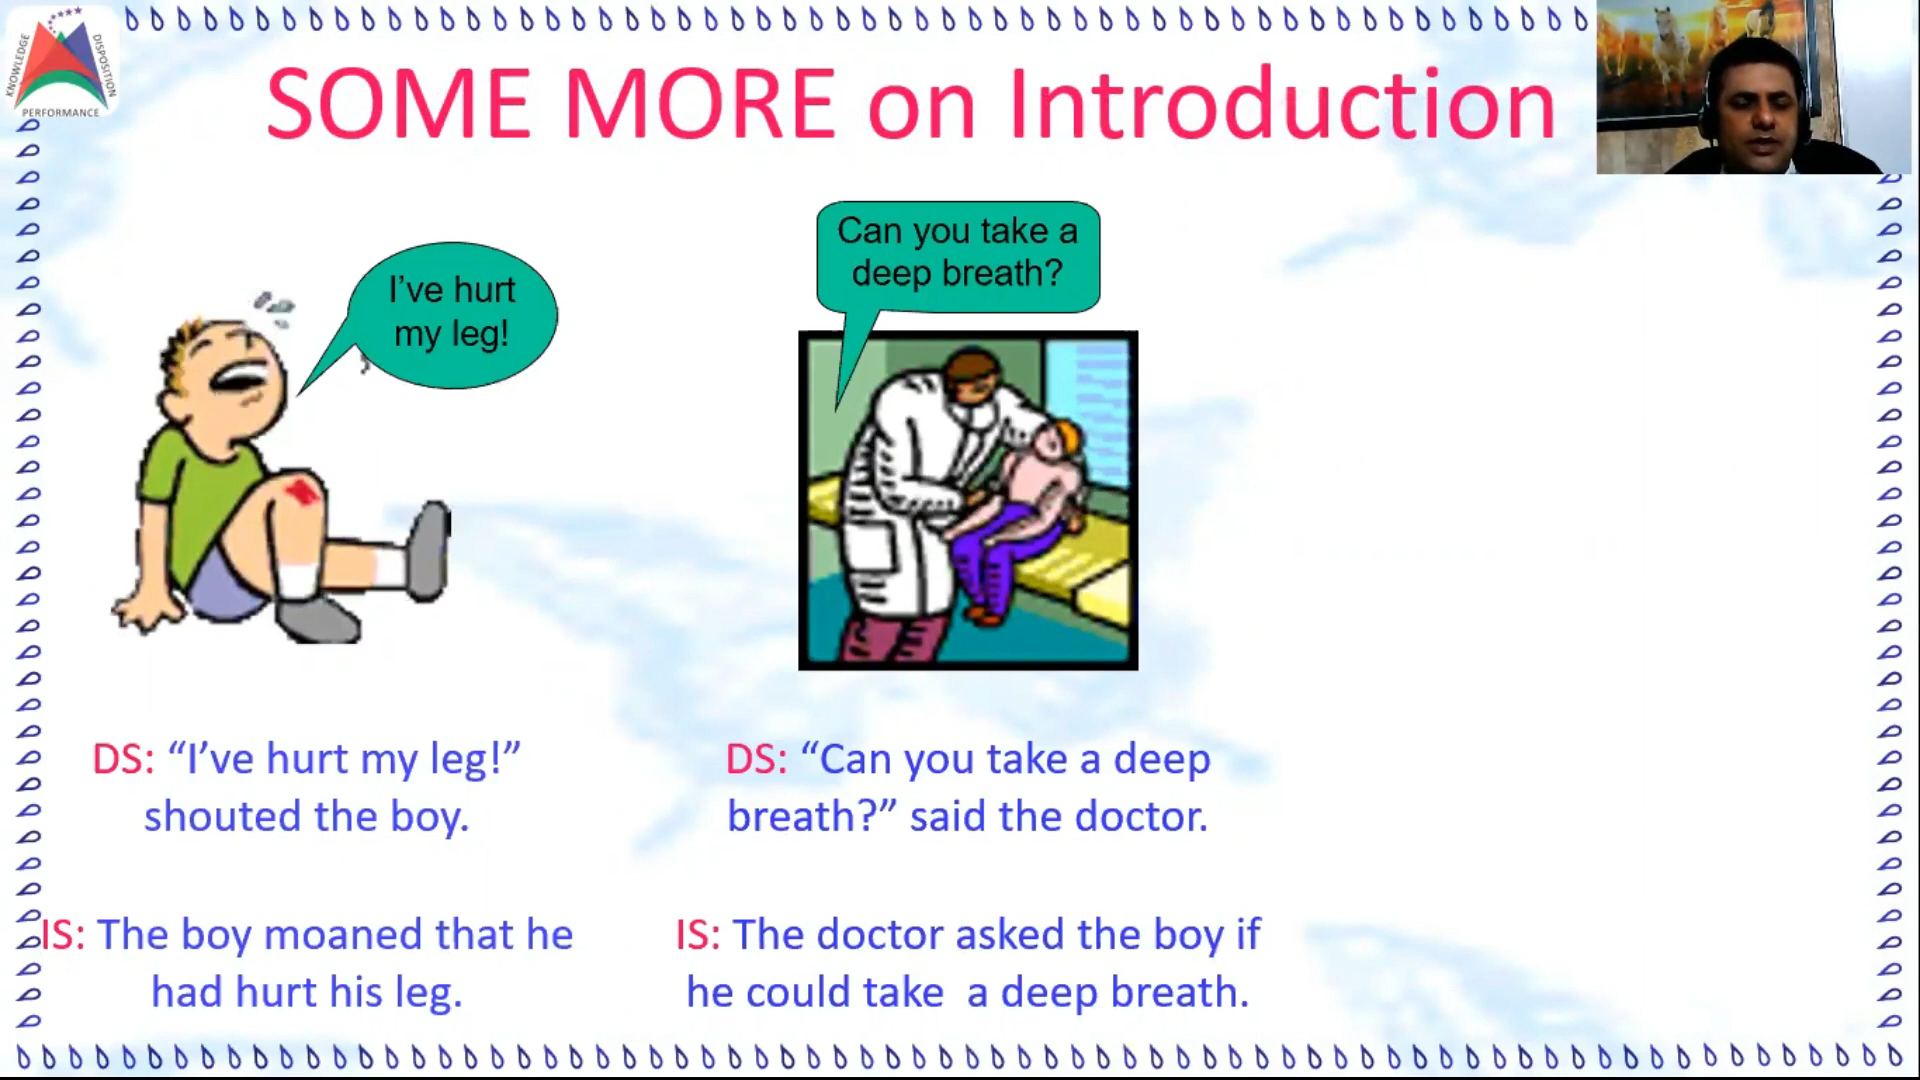 KNOWLEDGE
DISPOSITION
PERFORMANCE
SOME MORE on Introduction
I’ve hurt
my leg!
Can you take a
deep breath?
DS: “I’ve hurt my leg!”
shouted the boy.
IS: The boy moaned that he
had hurt his leg.
DS: “Can you take a deep
breath?” said the doctor.
IS: The doctor asked the boy if
he could take  a deep breath.